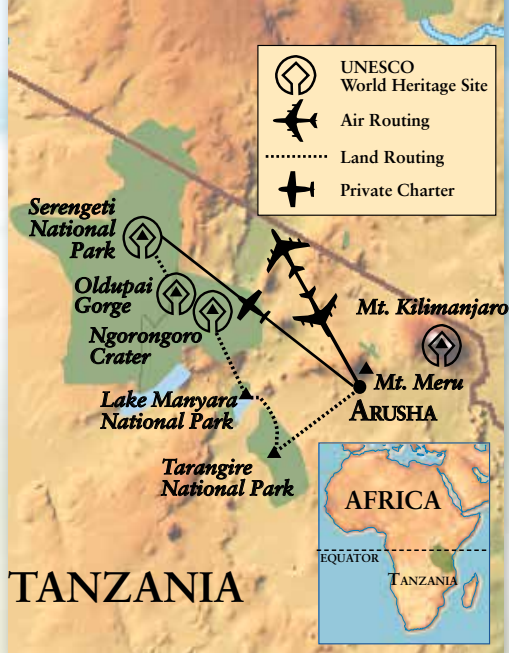 UNESCO
World Heritage Site
Air Routing
Land Routing
Private Charter
Serengeti
National
Park
Oldupai
Gorge
Ngorongoro
Crater
Mt. Kilimanjaro
Mt. Meru
ARUSHA
Lake Manyara
National Park
Tarangire
National Park
TANZANIA
AFRICA
EQUATOR
TANZANIA